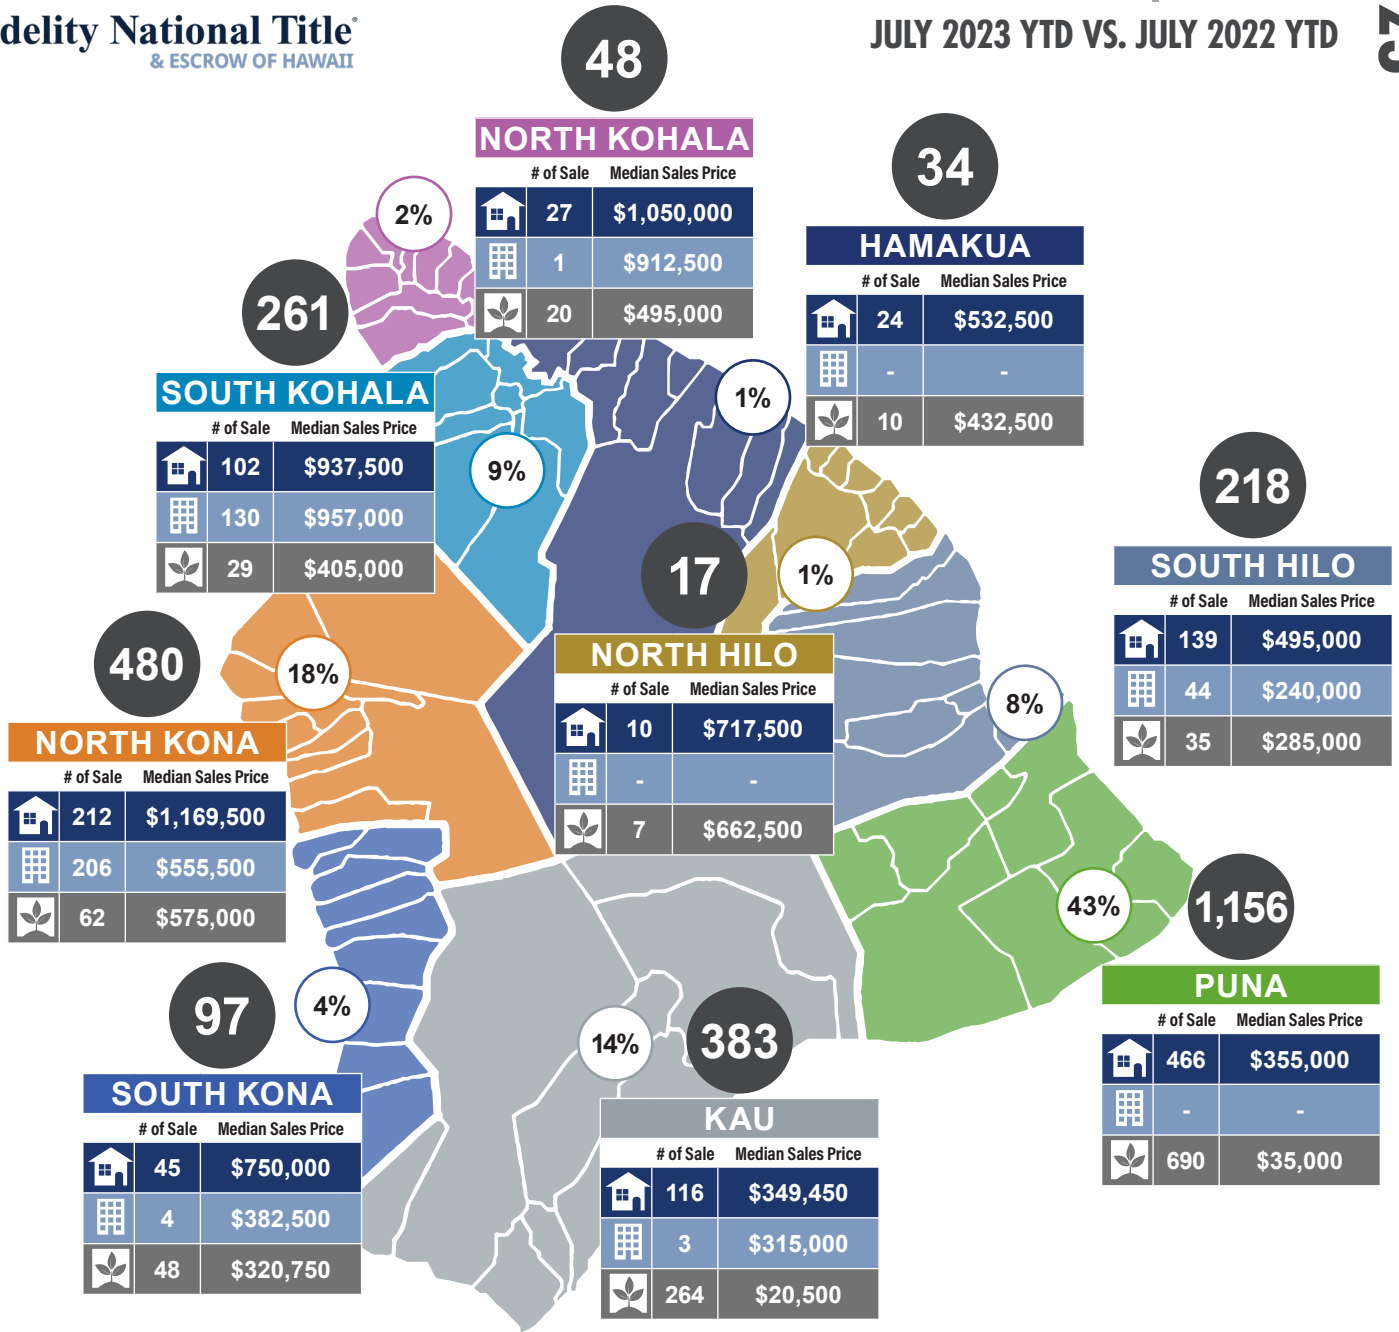 delity National Title
& ESCROW OF HAWAII
JULY 2023 YTD VS. JULY 2022 YTD
48
NORTH KOHALA
# of Sale Median Sales Price
27 $1,050,000
1 $912,500
20 $495,000
2%
34
HAMAKUA
# of Sale Median Sales Price
24 $532,500
- -
10 $432,500
1%
261
SOUTH KOHALA
# of Sale Median Sales Price
102 $937,500
130 $957,000
29 $405,000
9%
218
SOUTH HILO
# of Sale Median Sales Price
139 $495,000
44 $240,000
35 $285,000
8%
17
1%
NORTH HILO
# of Sale Median Sales Price
10 $717,500
- -
7 $662,500
480
18%
NORTH KONA
# of Sale Median Sales Price
212 $1,169,500
206 $555,500
62 $575,000
43%
1,156
PUNA
# of Sale Median Sales Price
466 $355,000
- -
690 $35,000
97
4%
SOUTH KONA
# of Sale Median Sales Price
45 $750,000
4 $382,500
48 $320,750
14%
383
KAU
# of Sale Median Sales Price
116 $349,450
3 $315,000
264 $20,500